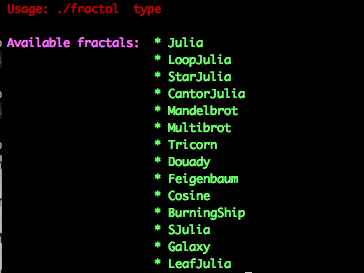 Usage: ./fractol  type
Available fractals:  * Julia
* LoopJulia
* StarJulia
* CantorJulia
* Mandelbrot
* Multibrot
* Tricorn
* Douady
* Feigenbaum
* Cosine
* BurningShip
* SJulia
* Galaxy
* LeafJulia